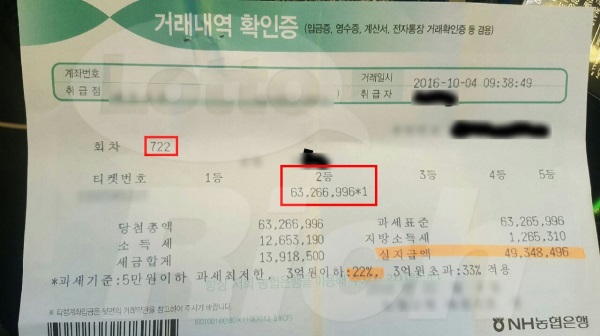 거래내역 확인증 (입금증, 영수증, 계산서, 전자통장 거래확인증 등 겸용)
계좌번호 거래일시 2016-10-04 09:38:49
취급점 취급자
회차 722
티켓번호 1등 2등 3등 4등 5등
63,266,996*1
당첨총액 63,266,996 과세표준 63,265,996
소득세 12,653,190 지방소득세 1,265,310
세금합계 13,918,500 실지급액 49,348,496
*과세기준:5만원이하 과세최저한, 3억원이하:22%, 3억원초과:33% 적용
NH농협은행
Lotto
Rich